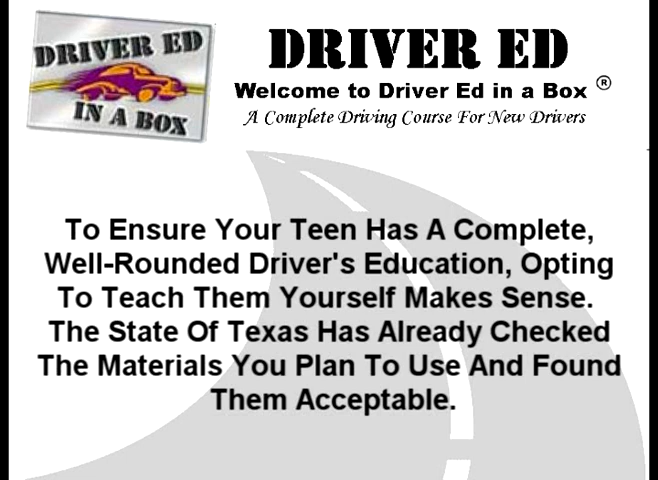 DRIVER ED
IN A BOX
DRIVER ED
Welcome to Driver Ed in a Box ®
A Complete Driving Course For New Drivers
To Ensure Your Teen Has A Complete,
Well-Rounded Driver's Education, Opting
To Teach Them Yourself Makes Sense.
The State Of Texas Has Already Checked
The Materials You Plan To Use And Found
Them Acceptable.